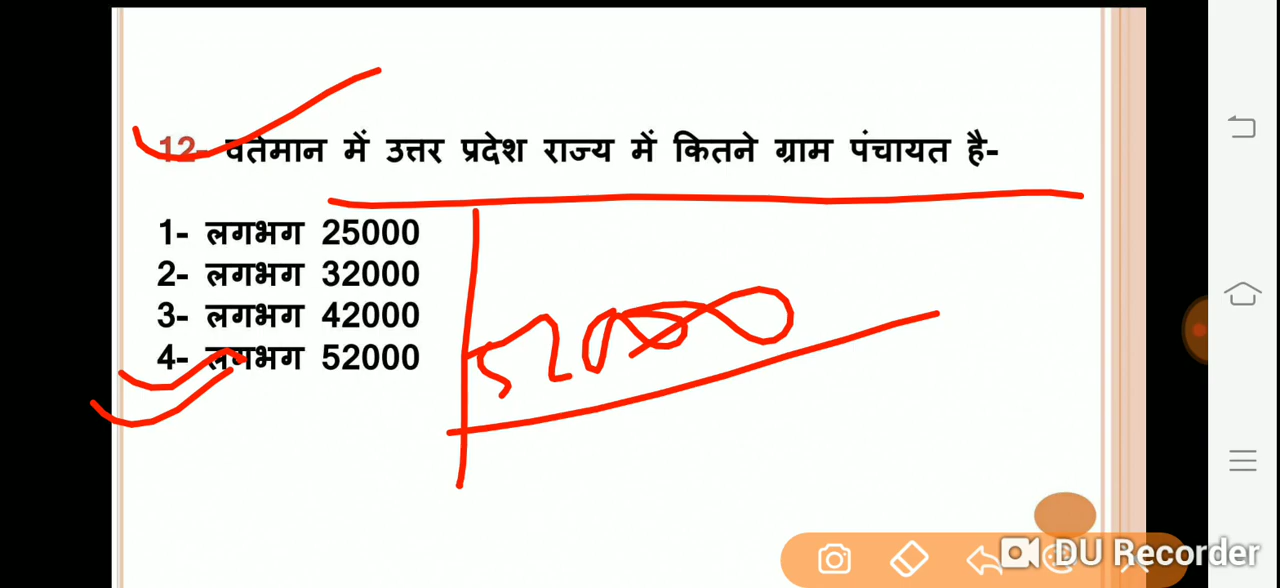 12- वर्तमान में उत्तर प्रदेश राज्य में कितने ग्राम पंचायत है-
1- लगभग 25000
2- लगभग 32000
3- लगभग 42000
4- लगभग 52000
52000
DU Recorder